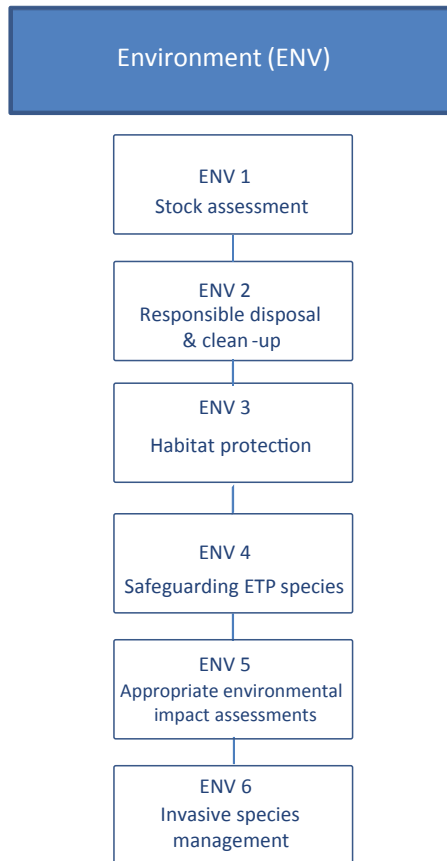 Environment (ENV)
ENV 1
Stock assessment
ENV 2
Responsible disposal
& clean -up
ENV 3
Habitat protection
ENV 4
Safeguarding ETP species
ENV 5
Appropriate environmental
impact assessments
ENV 6
Invasive species
management